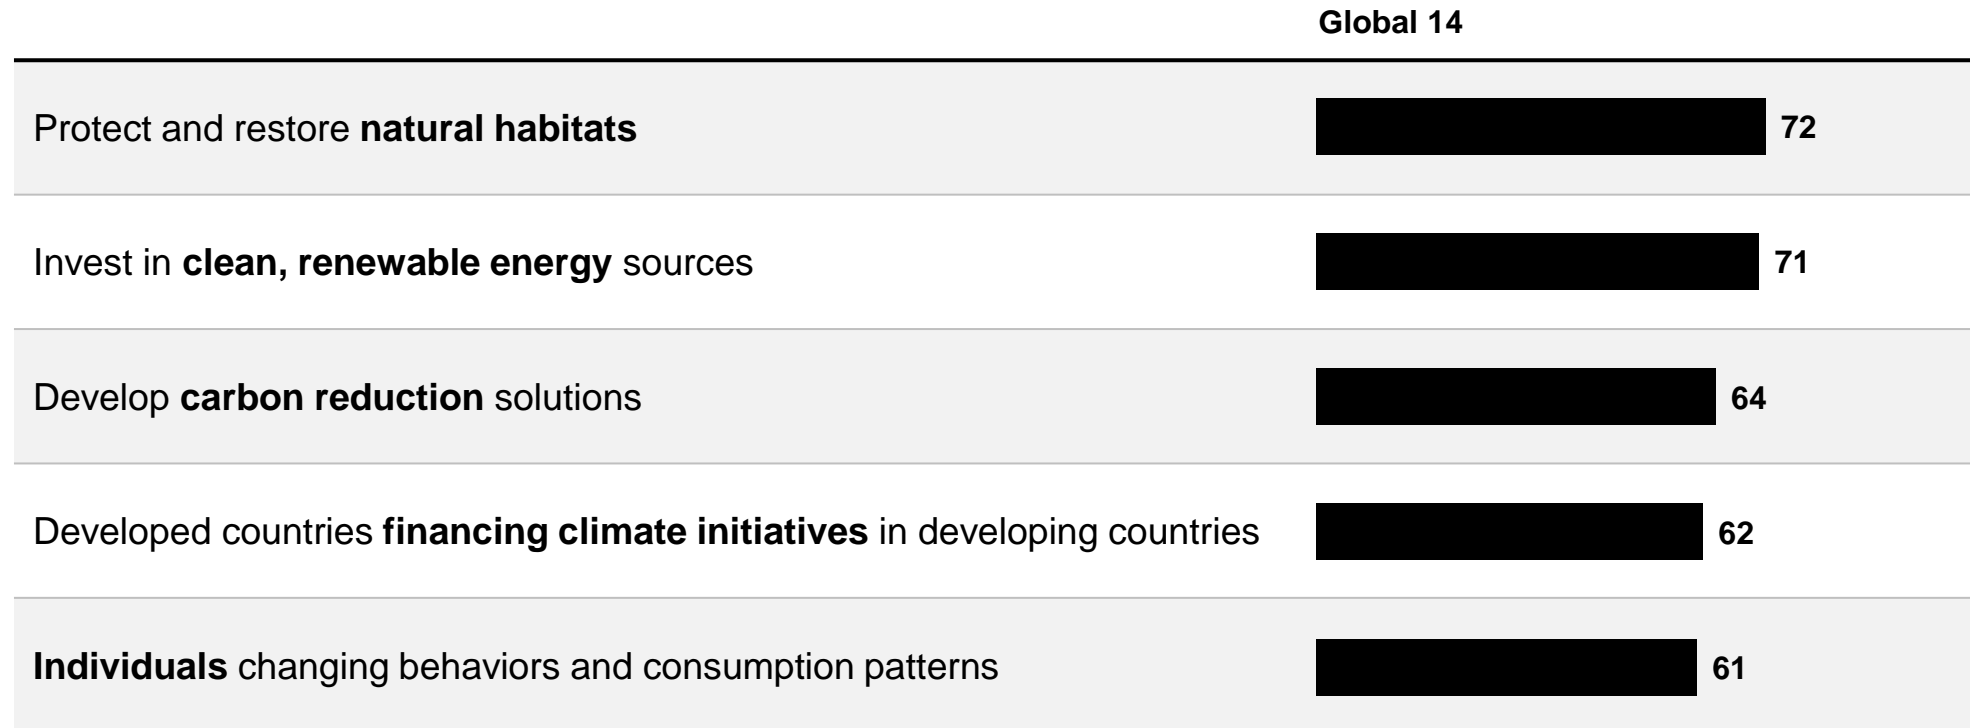 Global 14
Protect and restore natural habitats 72
Invest in clean, renewable energy sources 71
Develop carbon reduction solutions 64
Developed countries financing climate initiatives in developing countries 62
Individuals changing behaviors and consumption patterns 61